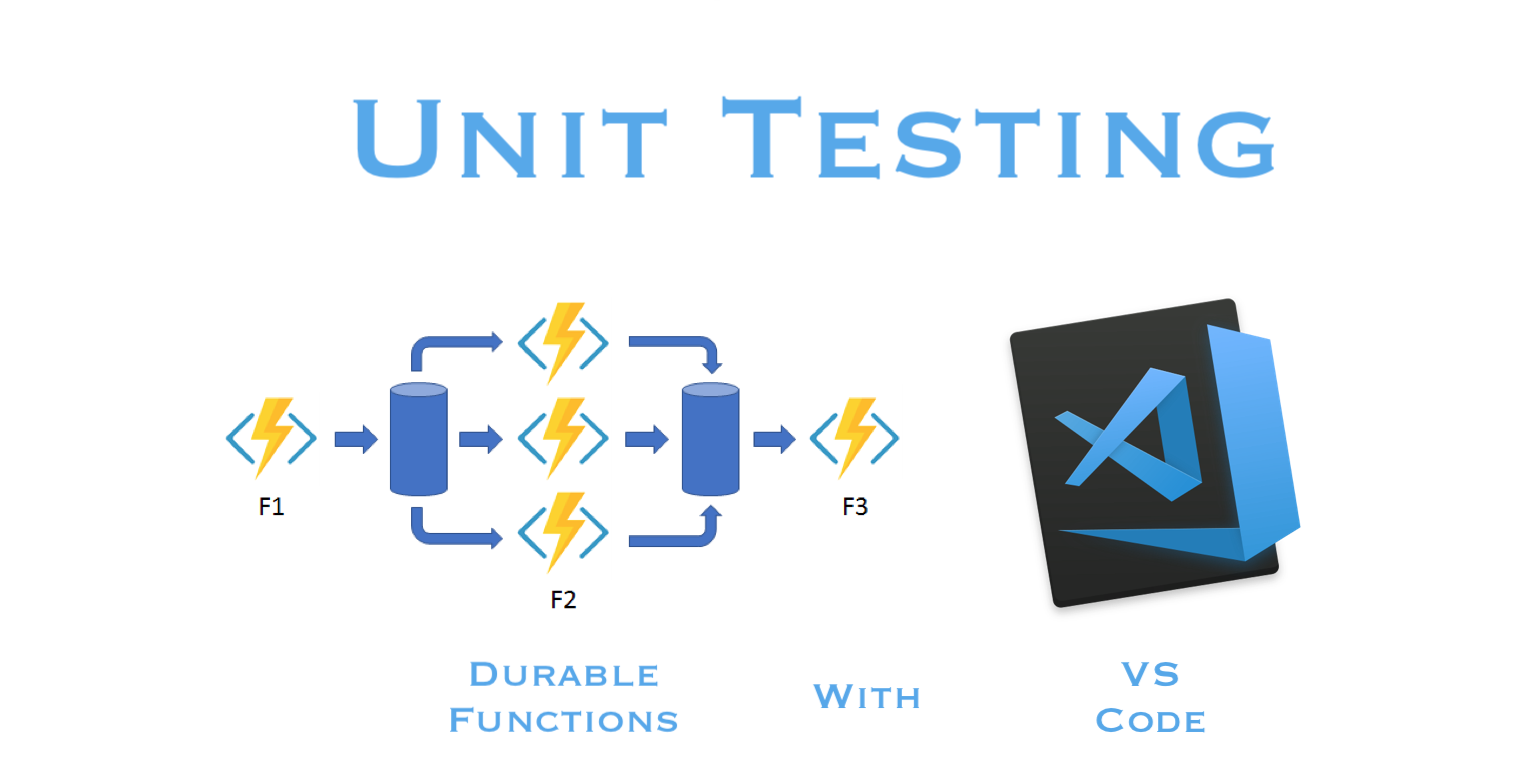 Unit Testing
F1
F3
F2
Durable
Functions
With
VS
Code